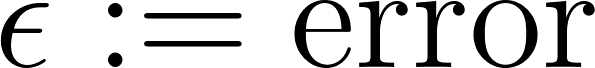 ϵ := error